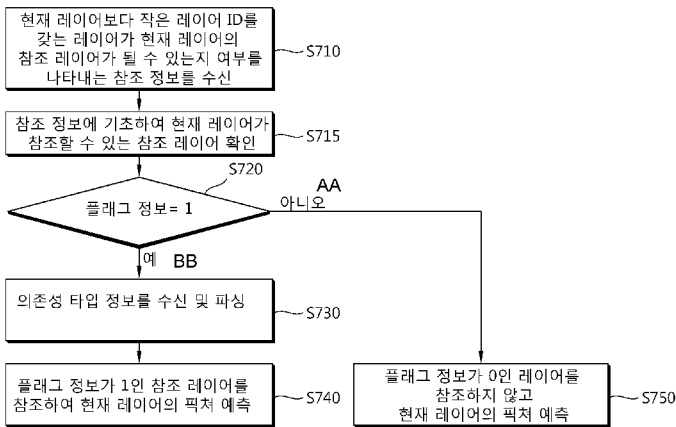 현재 레이어보다 작은 레이어 ID를
갖는 레이어가 현재 레이어의
참조 레이어가 될 수 있는지 여부를
나타내는 참조 정보를 수신
S710
참조 정보에 기초하여 현재 레이어가
참조할 수 있는 참조 레이어 확인
S715
S720
플래그 정보= 1
AA
아니오
예
BB
의존성 타입 정보를 수신 및 파싱
S730
플래그 정보가 1인 참조 레이어를
참조하여 현재 레이어의 픽쳐 예측
S740
플래그 정보가 0인 레이어를
참조하지 않고
현재 레이어의 픽쳐 예측
S750